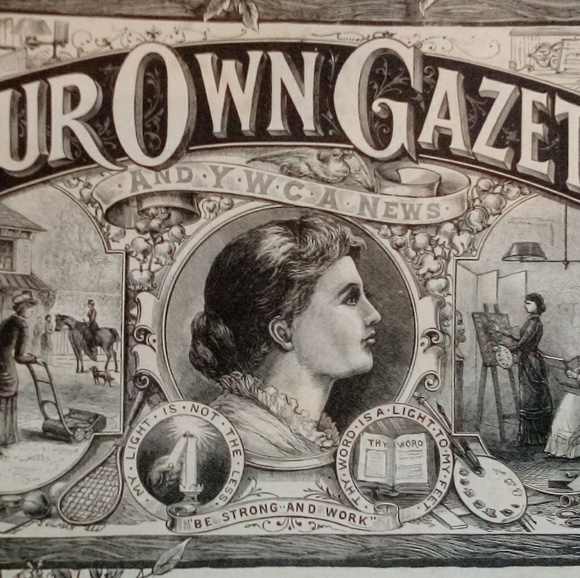 UR OWN GAZET
AND Y.W.C.A. NEWS.
MY · LIGHT · IS · NOT · THE · LESS ·
THY · WORD · IS · A · LIGHT · TO · MY · FEET ·
THY WORD
"BE STRONG AND WORK"